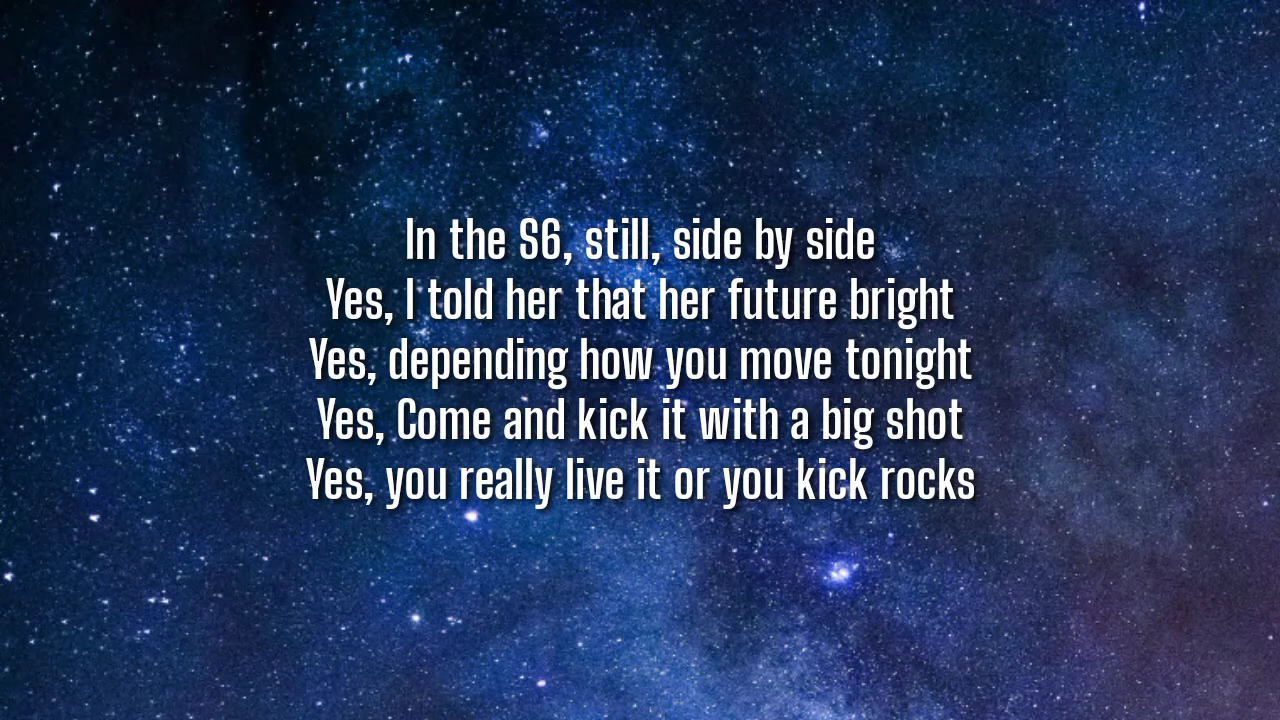 In the S6, still, side by side
Yes, I told her that her future bright
Yes, depending how you move tonight
Yes, Come and kick it with a big shot
Yes, you really live it or you kick rocks